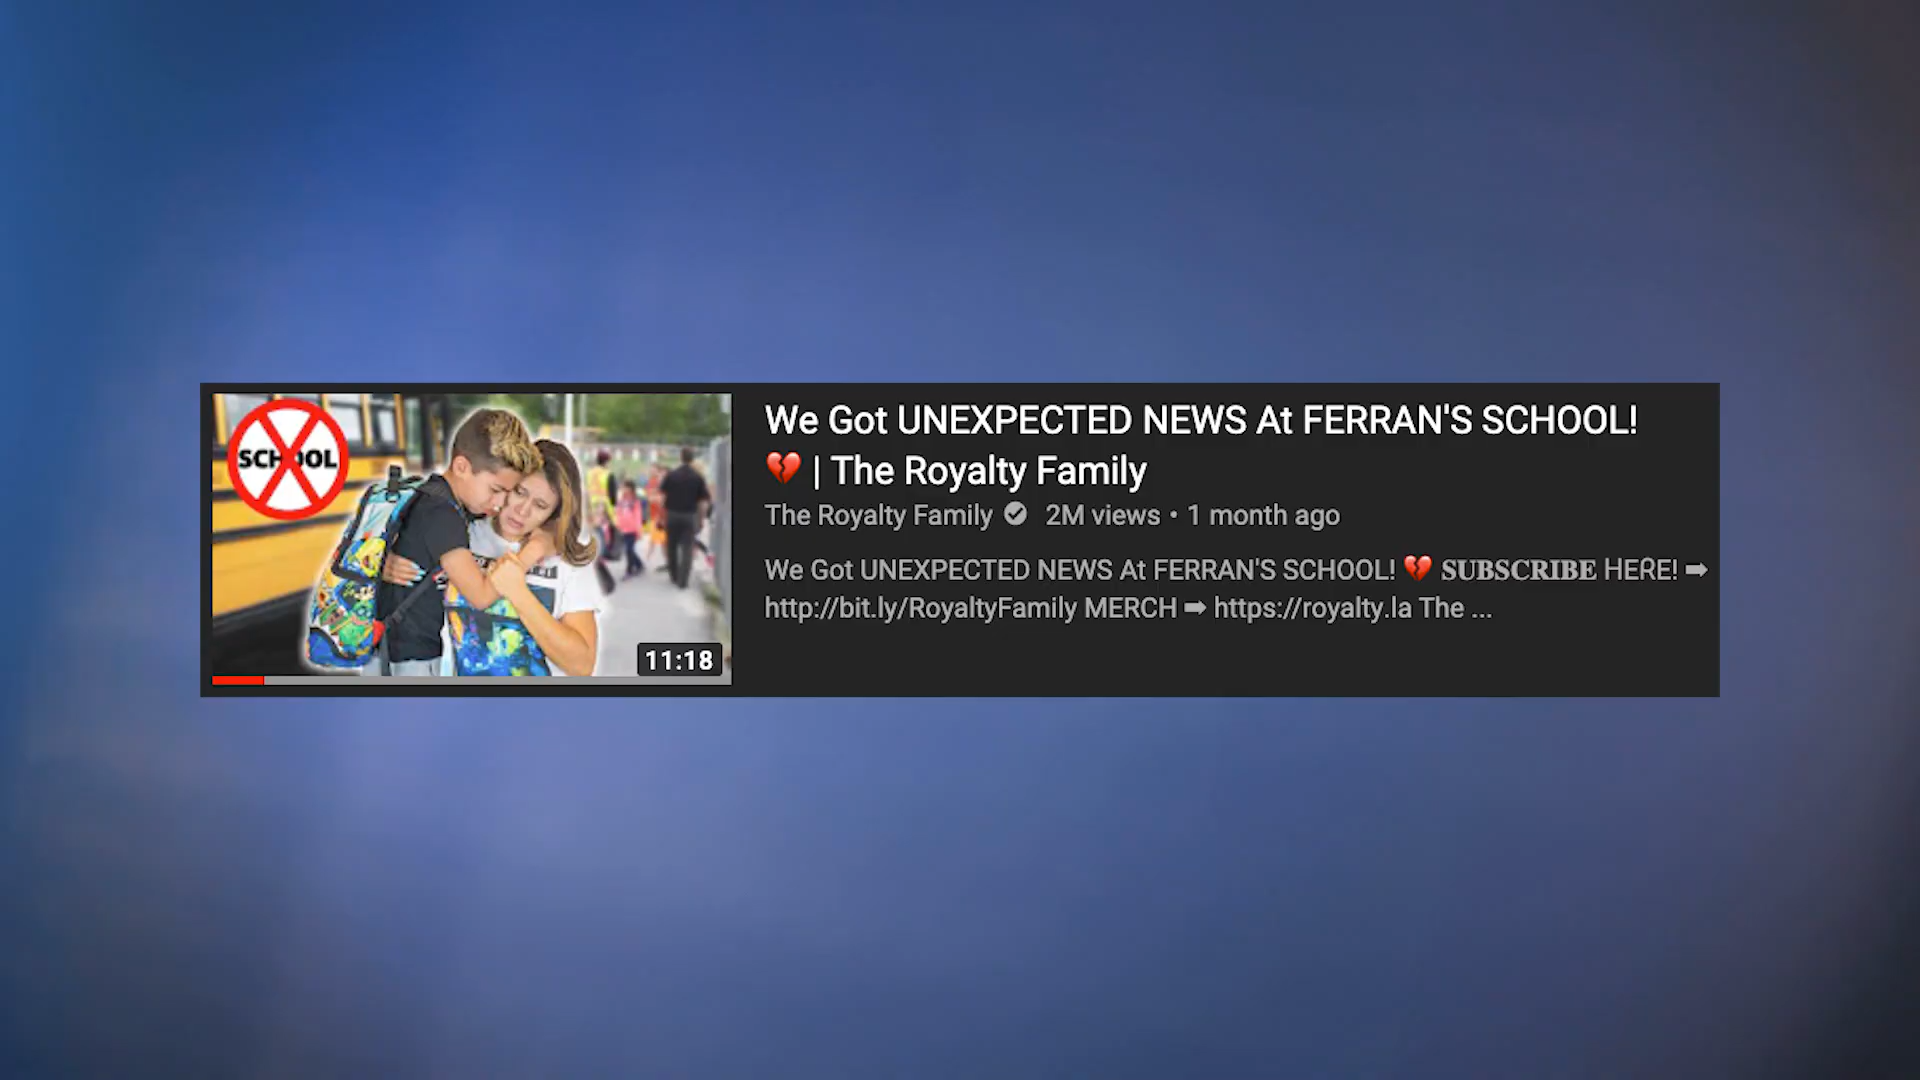 SCHOOL
11:18
We Got UNEXPECTED NEWS At FERRAN'S SCHOOL!
💔 | The Royalty Family
The Royalty Family 2M views • 1 month ago
We Got UNEXPECTED NEWS At FERRAN'S SCHOOL! 💔 𝐒𝐔𝐁𝐒𝐂𝐑𝐈𝐁𝐄 HERE! ➡
http://bit.ly/RoyaltyFamily MERCH ➡ https://royalty.la The ...